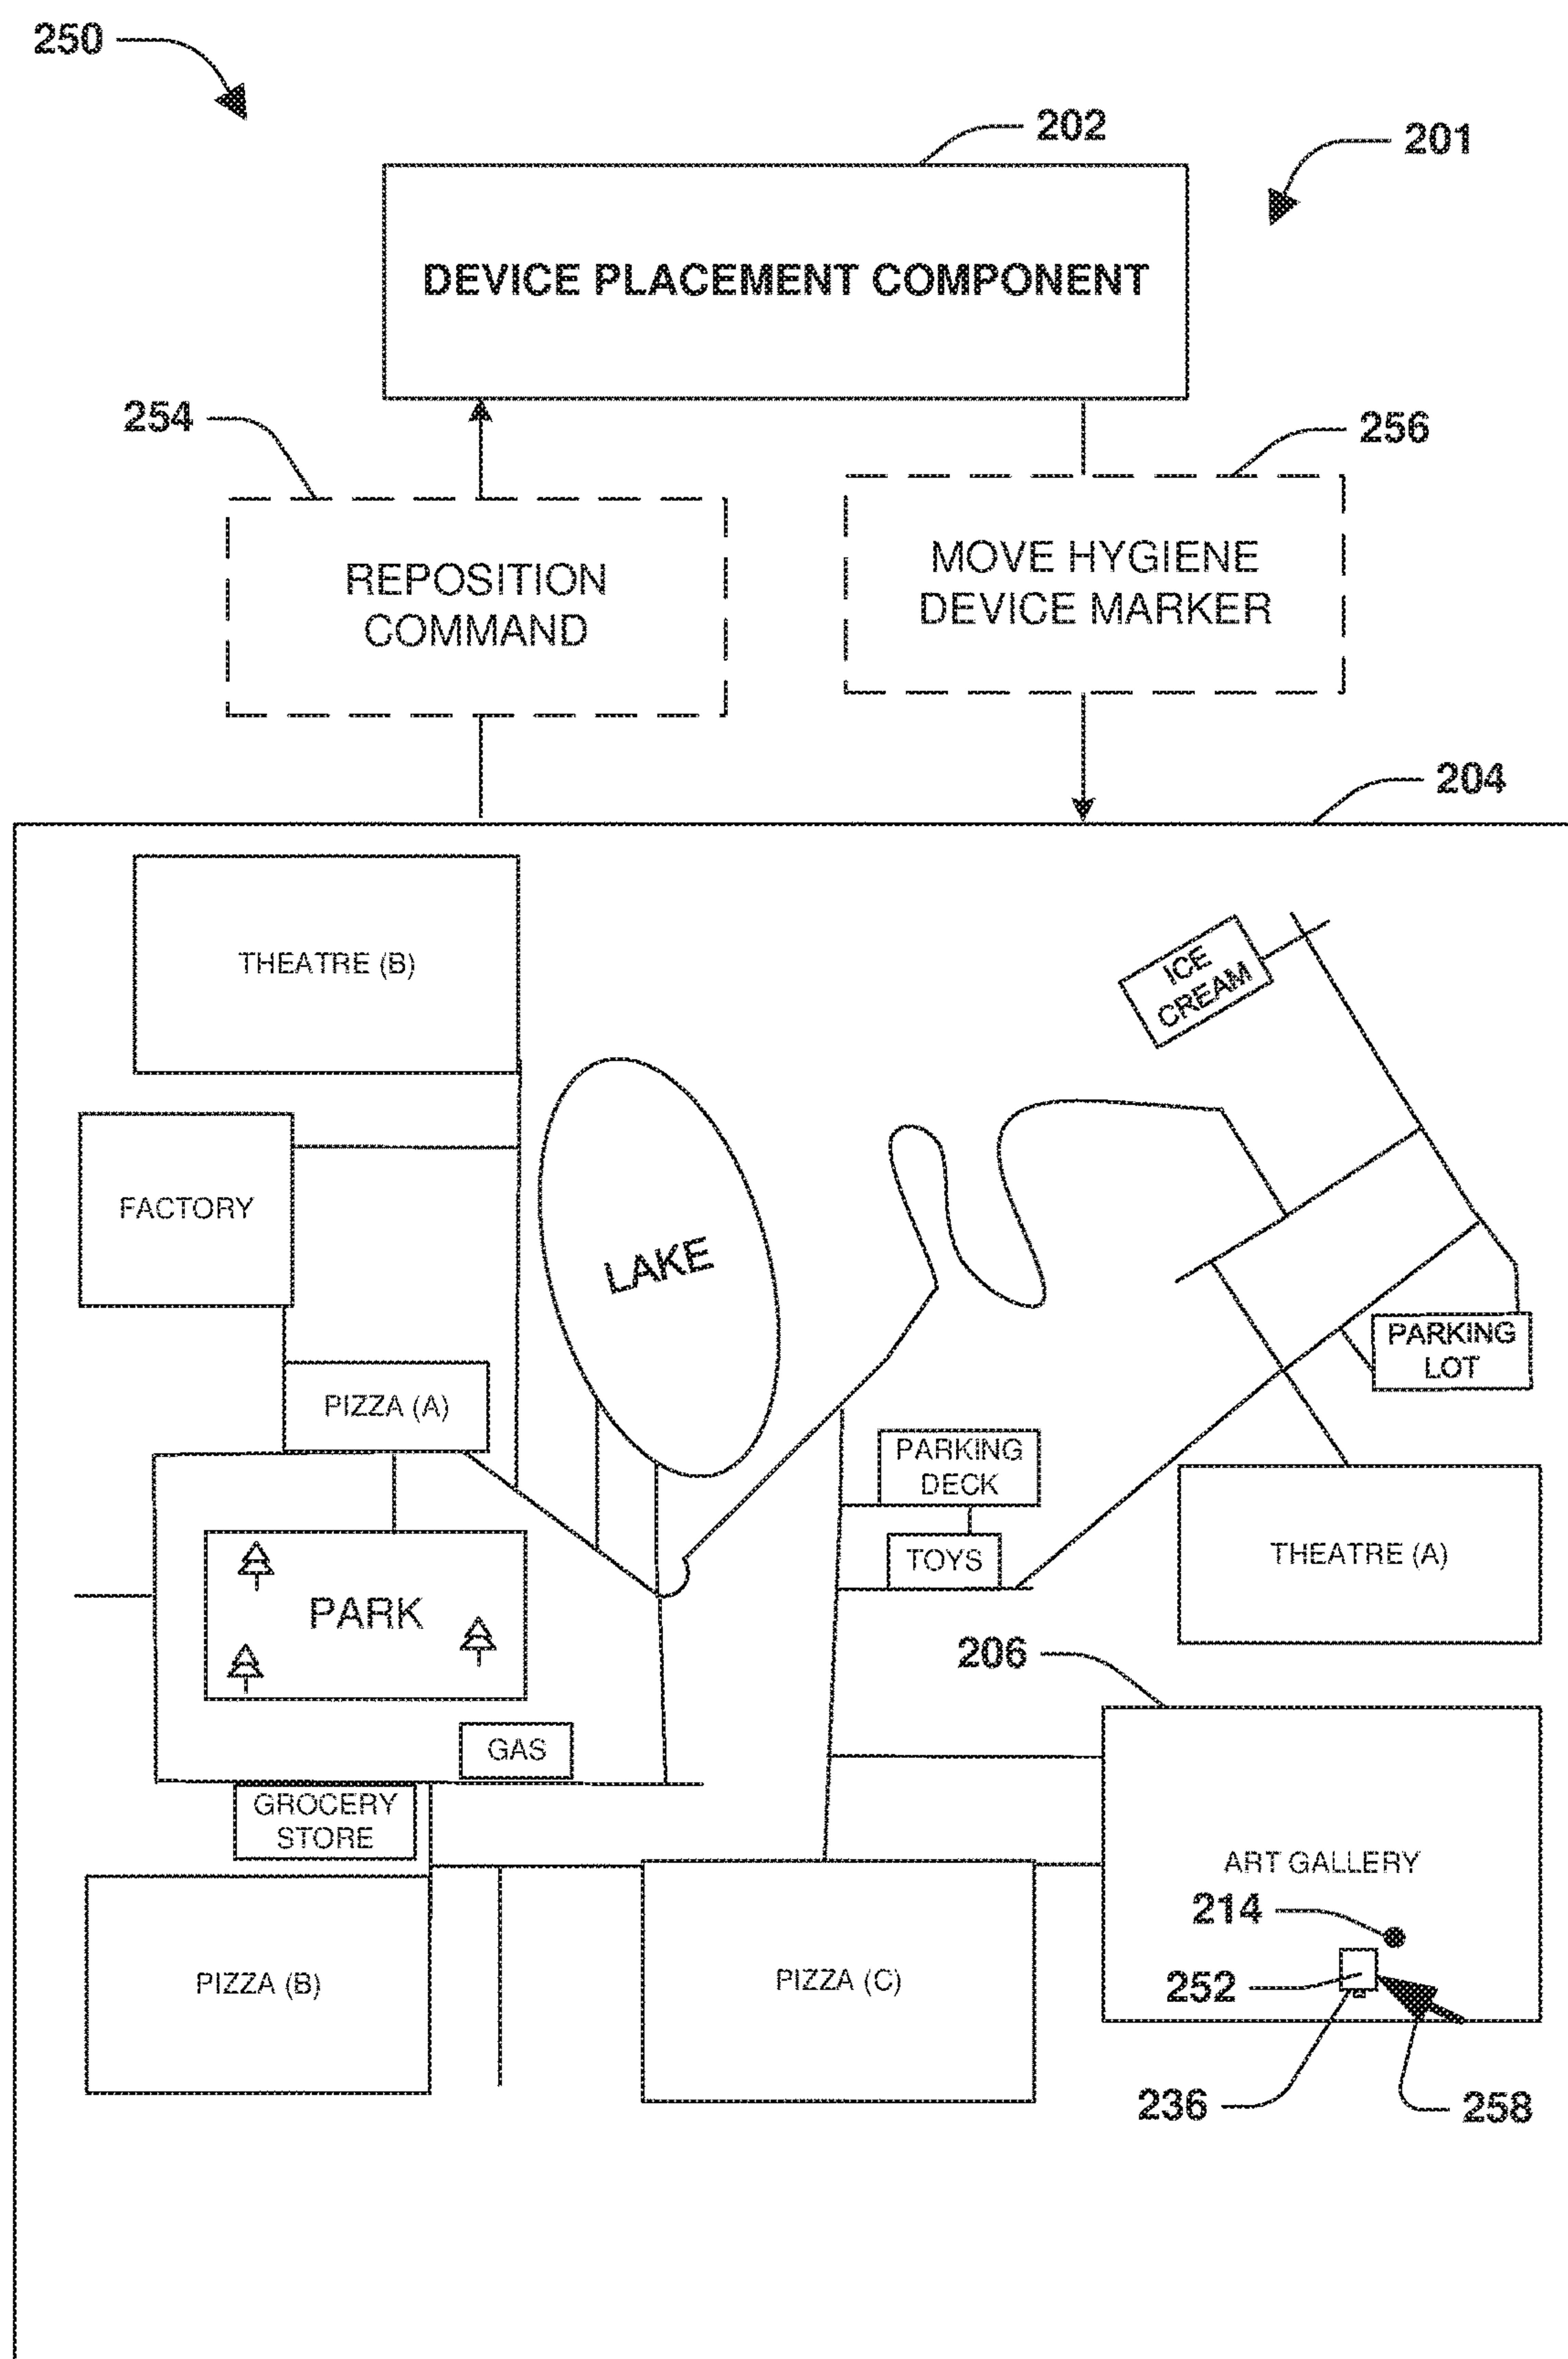 250
202
201
DEVICE PLACEMENT COMPONENT
254
256
REPOSITION
COMMAND
MOVE HYGIENE
DEVICE MARKER
204
THEATRE (B)
ICE
CREAM
FACTORY
LAKE
PARKING
LOT
PIZZA (A)
PARKING
DECK
TOYS
THEATRE (A)
PARK
206
GAS
GROCERY
STORE
ART GALLERY
214
PIZZA (B)
PIZZA (C)
252
236
258